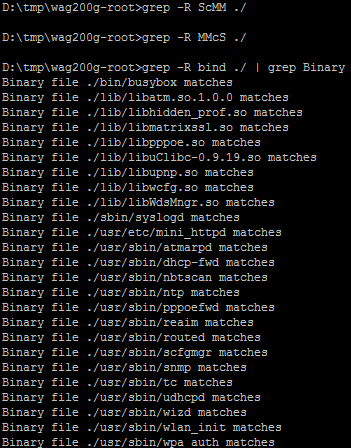 D:\tmp\wag200g-root>grep -R ScMM ./
D:\tmp\wag200g-root>grep -R MMcS ./
D:\tmp\wag200g-root>grep -R bind ./ | grep Binary
Binary file ./bin/busybox matches
Binary file ./lib/libatm.so.1.0.0 matches
Binary file ./lib/libhidden_prof.so matches
Binary file ./lib/libmatrixssl.so matches
Binary file ./lib/libpppoe.so matches
Binary file ./lib/libuClibc-0.9.19.so matches
Binary file ./lib/libupnp.so matches
Binary file ./lib/libwcfg.so matches
Binary file ./lib/libWdsMngr.so matches
Binary file ./sbin/syslogd matches
Binary file ./usr/etc/mini_httpd matches
Binary file ./usr/sbin/atmarpd matches
Binary file ./usr/sbin/dhcp-fwd matches
Binary file ./usr/sbin/nbtscan matches
Binary file ./usr/sbin/ntp matches
Binary file ./usr/sbin/pppoefwd matches
Binary file ./usr/sbin/reaim matches
Binary file ./usr/sbin/routed matches
Binary file ./usr/sbin/scfgmgr matches
Binary file ./usr/sbin/snmp matches
Binary file ./usr/sbin/tc matches
Binary file ./usr/sbin/udhcpd matches
Binary file ./usr/sbin/wizd matches
Binary file ./usr/sbin/wlan_init matches
Binary file ./usr/sbin/wpa_auth matches